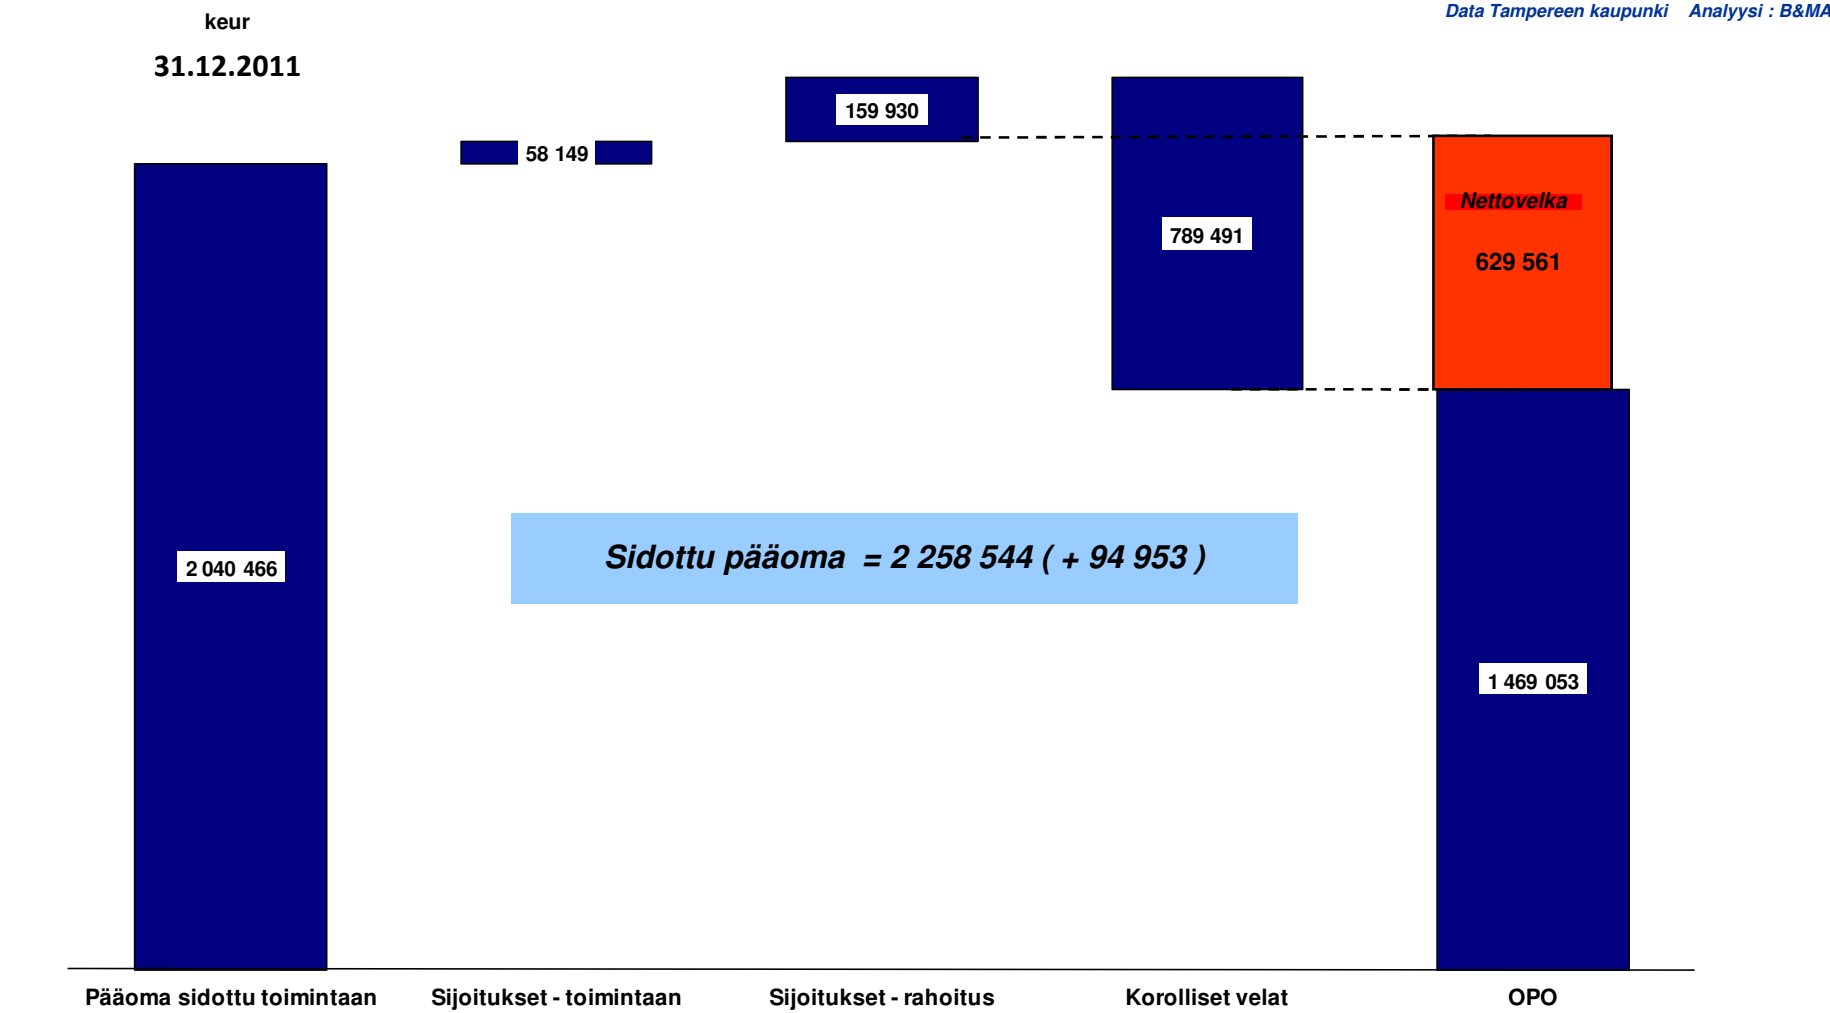 keur
Data Tampereen kaupunki Analyysi : B&MA
31.12.2011
159 930
58 149
Nettovelka
789 491
629 561
Sidottu pääoma = 2 258 544 ( + 94 953 )
2 040 466
1 469 053
Pääoma sidottu toimintaan
Sijoitukset - toimintaan
Sijoitukset - rahoitus
Korolliset velat
OPO